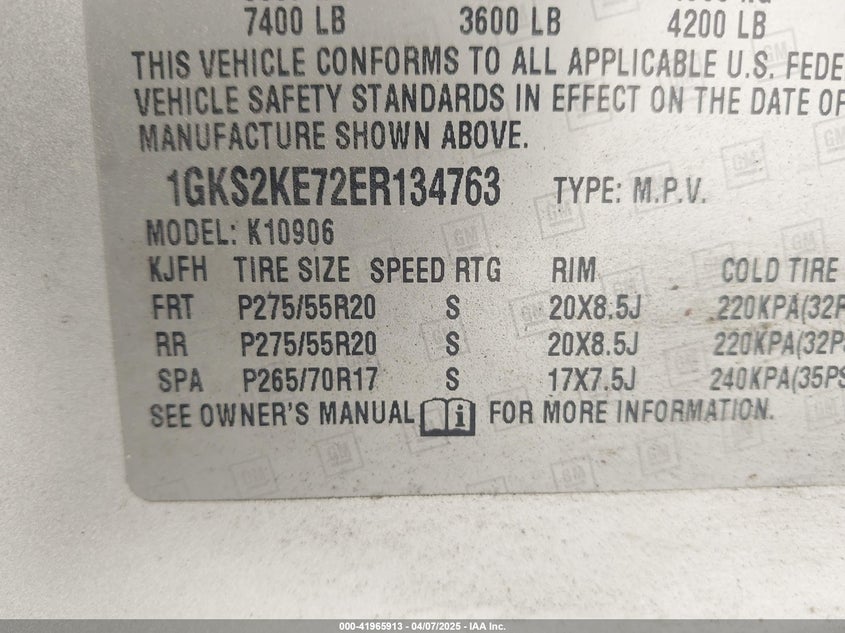 7400 LB 3600 LB 4200 LB
THIS VEHICLE CONFORMS TO ALL APPLICABLE U.S. FEDE
VEHICLE SAFETY STANDARDS IN EFFECT ON THE DATE OF
MANUFACTURE SHOWN ABOVE.
1GKS2KE72ER134763 TYPE: M.P.V.
MODEL: K10906
KJFH TIRE SIZE SPEED RTG RIM COLD TIRE
FRT P275/55R20 S 20X8.5J 220KPA(32P
RR P275/55R20 S 20X8.5J 220KPA(32PS
SPA P265/70R17 S 17X7.5J 240KPA(35PS
SEE OWNER'S MANUAL i FOR MORE INFORMATION.
000-41965913 - 04/07/2025 - IAA Inc.